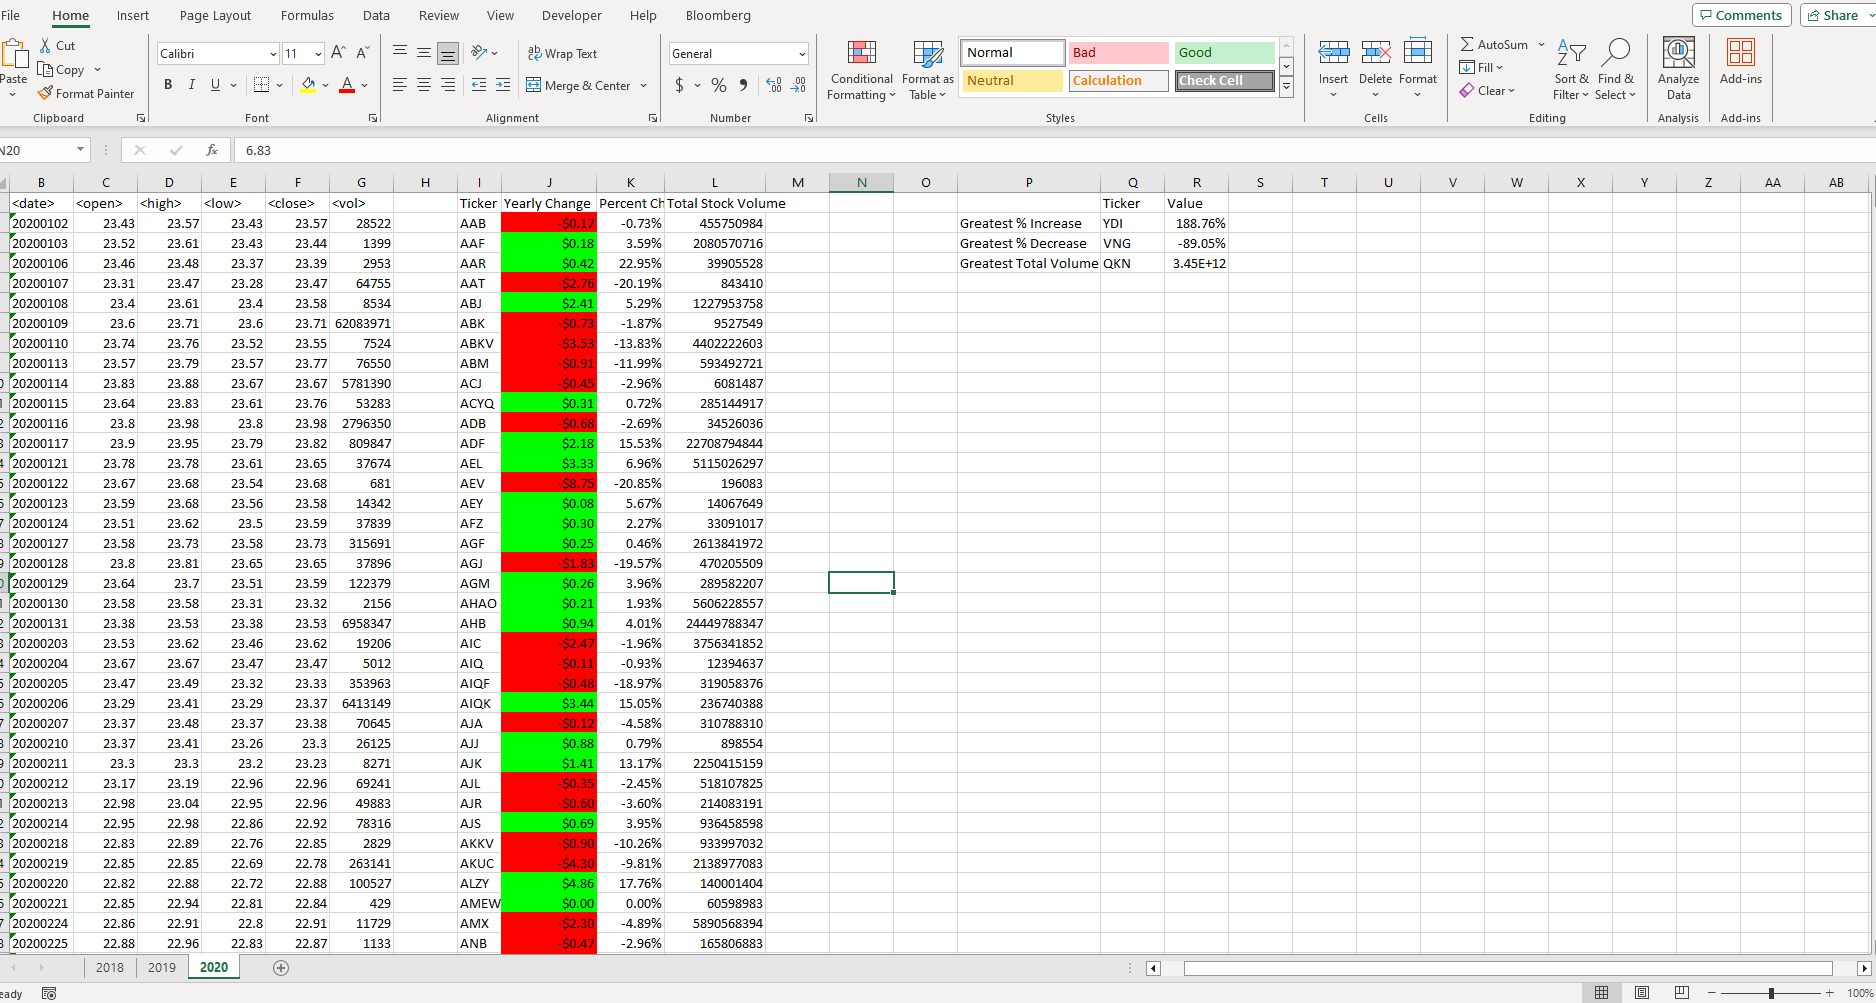 File Home Insert Page Layout Formulas Data Review View Developer Help Bloomberg Comments Share
Cut Calibri 11 Wrap Text General Normal Bad Good AutoSum
Paste Copy Fill
Format Painter Merge & Center Conditional Formatting Format as Table Neutral Calculation Check Cell Insert Delete Format Clear Sort & Filter Find & Select Analyze Data Add-ins
Clipboard Font Alignment Number Styles Cells Editing Analysis Add-ins
N20 6.83
B C D E F G H I J K L M N O P Q R S T U V W X Y Z AA AB
<date> <open> <high> <low> <close> <vol> Ticker Yearly Change Percent Ch Total Stock Volume Ticker Value
20200102 23.43 23.57 23.43 23.57 28522 AAB -$0.17 -0.73% 455750984 Greatest % Increase YDI 188.76%
20200103 23.52 23.61 23.43 23.44 1399 AAF $0.18 3.59% 2080570716 Greatest % Decrease VNG -89.05%
20200106 23.46 23.48 23.37 23.39 2953 AAR $0.42 22.95% 39905528 Greatest Total Volume QKN 3.45E+12
20200107 23.31 23.47 23.28 23.47 64755 AAT -$2.76 -20.19% 843410
20200108 23.4 23.61 23.4 23.58 8534 ABJ $2.41 5.29% 1227953758
20200109 23.6 23.71 23.6 23.71 62083971 ABK -$0.73 -1.87% 9527549
20200110 23.74 23.76 23.52 23.55 7524 ABKV -$3.53 -13.83% 4402222603
20200113 23.57 23.79 23.57 23.77 76550 ABM -$0.91 -11.99% 593492721
20200114 23.83 23.88 23.67 23.67 5781390 ACJ -$0.45 -2.96% 6081487
20200115 23.64 23.83 23.61 23.76 53283 ACYQ $0.31 0.72% 285144917
20200116 23.8 23.98 23.8 23.98 2796350 ADB -$0.68 -2.69% 34526036
20200117 23.9 23.95 23.79 23.82 809847 ADF $2.18 15.53% 22708794844
20200121 23.78 23.78 23.61 23.65 37674 AEL $3.33 6.96% 5115026297
20200122 23.67 23.68 23.54 23.68 681 AEV -$8.75 -20.85% 196083
20200123 23.59 23.68 23.56 23.58 14342 AEY $0.08 5.67% 14067649
20200124 23.51 23.62 23.5 23.59 37839 AFZ $0.30 2.27% 33091017
20200127 23.58 23.73 23.58 23.73 315691 AGF $0.25 0.46% 2613841972
20200128 23.8 23.81 23.65 23.65 37896 AGJ -$1.83 -19.57% 470205509
20200129 23.64 23.7 23.51 23.59 122379 AGM $0.26 3.96% 289582207
20200130 23.58 23.58 23.31 23.32 2156 AHAO $0.21 1.93% 5606228557
20200131 23.38 23.53 23.38 23.53 6958347 AHB $0.94 4.01% 24449788347
20200203 23.53 23.62 23.46 23.62 19206 AIC -$2.47 -1.96% 3756341852
20200204 23.67 23.67 23.47 23.47 5012 AIQ -$0.11 -0.93% 12394637
20200205 23.47 23.49 23.32 23.33 353963 AIQF -$0.48 -18.97% 319058376
20200206 23.29 23.41 23.29 23.37 6413149 AIQK $3.44 15.05% 236740388
20200207 23.37 23.48 23.37 23.38 70645 AJA -$0.12 -4.58% 310788310
20200210 23.37 23.41 23.26 23.3 26125 AJJ $0.88 0.79% 898554
20200211 23.3 23.3 23.2 23.23 8271 AJK $1.41 13.17% 2250415159
20200212 23.17 23.19 22.96 22.96 69241 AJL -$0.35 -2.45% 518107825
20200213 22.98 23.04 22.95 22.96 49883 AJR -$0.60 -3.60% 214083191
20200214 22.95 22.98 22.86 22.92 78316 AJS $0.69 3.95% 936458598
20200218 22.83 22.89 22.76 22.85 2829 AKKV -$0.90 -10.26% 933997032
20200219 22.85 22.85 22.69 22.78 263141 AKUC -$4.30 -9.81% 2138977083
20200220 22.82 22.88 22.72 22.88 100527 ALZY $4.86 17.76% 140001404
20200221 22.85 22.94 22.81 22.84 429 AMEW $0.00 0.00% 60598983
20200224 22.86 22.91 22.8 22.91 11729 AMX -$2.30 -4.89% 5890568394
20200225 22.88 22.96 22.83 22.87 1133 ANB -$0.47 -2.96% 165806883
2018 2019 2020
eady 100%